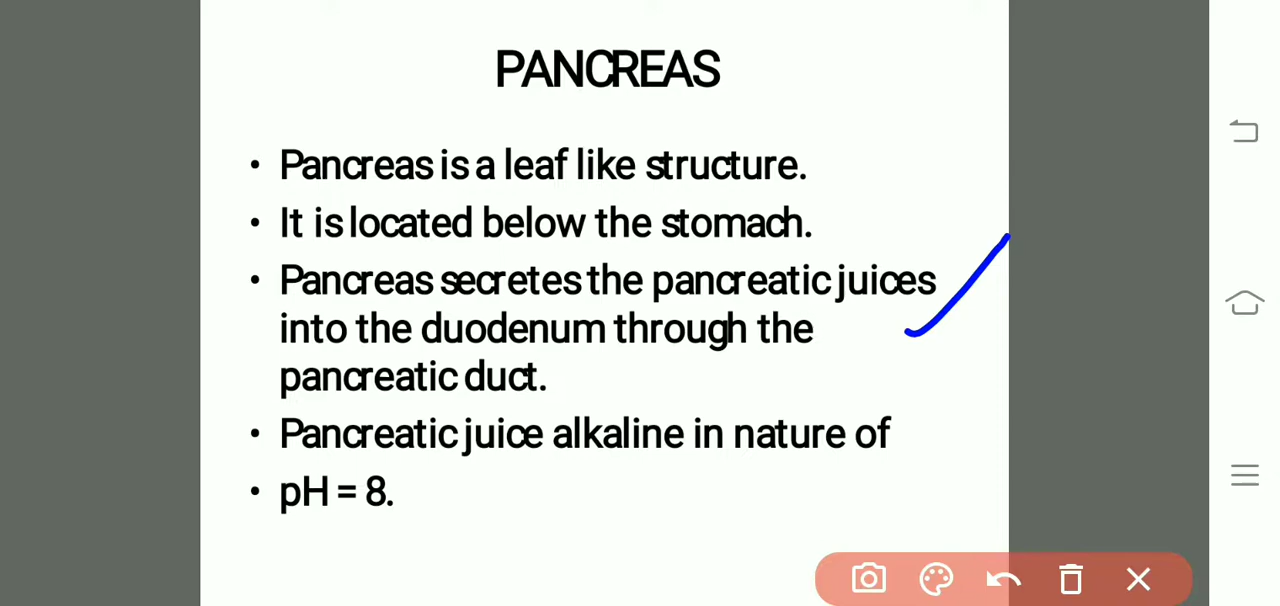 PANCREAS
• Pancreas is a leaf like structure.
• It is located below the stomach.
• Pancreas secretes the pancreatic juices
into the duodenum through the
pancreatic duct.
• Pancreatic juice alkaline in nature of
• pH = 8.